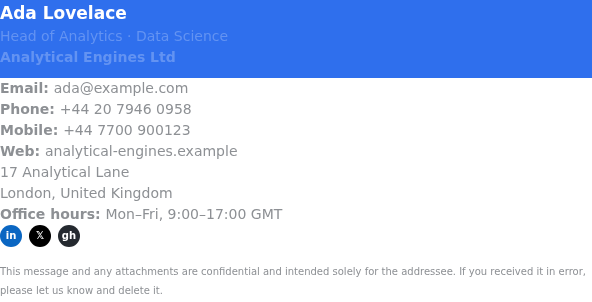 Ada Lovelace
Head of Analytics · Data Science
Analytical Engines Ltd
Email: ada@example.com
Phone: +44 20 7946 0958
Mobile: +44 7700 900123
Web: analytical-engines.example
17 Analytical Lane
London, United Kingdom
Office hours: Mon–Fri, 9:00–17:00 GMT
in 𝕏 gh
This message and any attachments are confidential and intended solely for the addressee. If you received it in error,
please let us know and delete it.